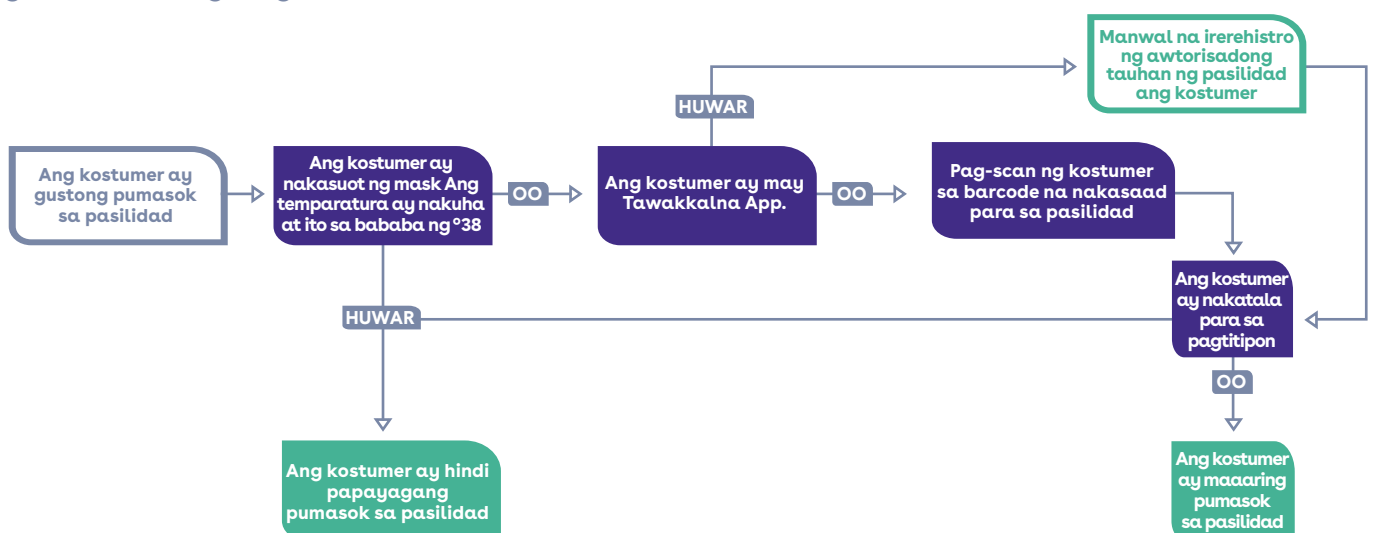 Manwal na irerehistro
ng awtorisadong
tauhan ng pasilidad
ang kostumer
HUWAR
Ang kostumer ay
gustong pumasok
sa pasilidad
Ang kostumer ay
nakasuot ng mask Ang
temparatura ay nakuha
at ito sa bababa ng °38
OO
Ang kostumer ay may
Tawakkalna App.
OO
Pag-scan ng kostumer
sa barcode na nakasaad
para sa pasilidad
Ang kostumer
ay nakatala
para sa
pagtitipon
HUWAR
OO
Ang kostumer ay hindi
papayagang
pumasok sa pasilidad
Ang kostumer
ay maaaring
pumasok
sa pasilidad